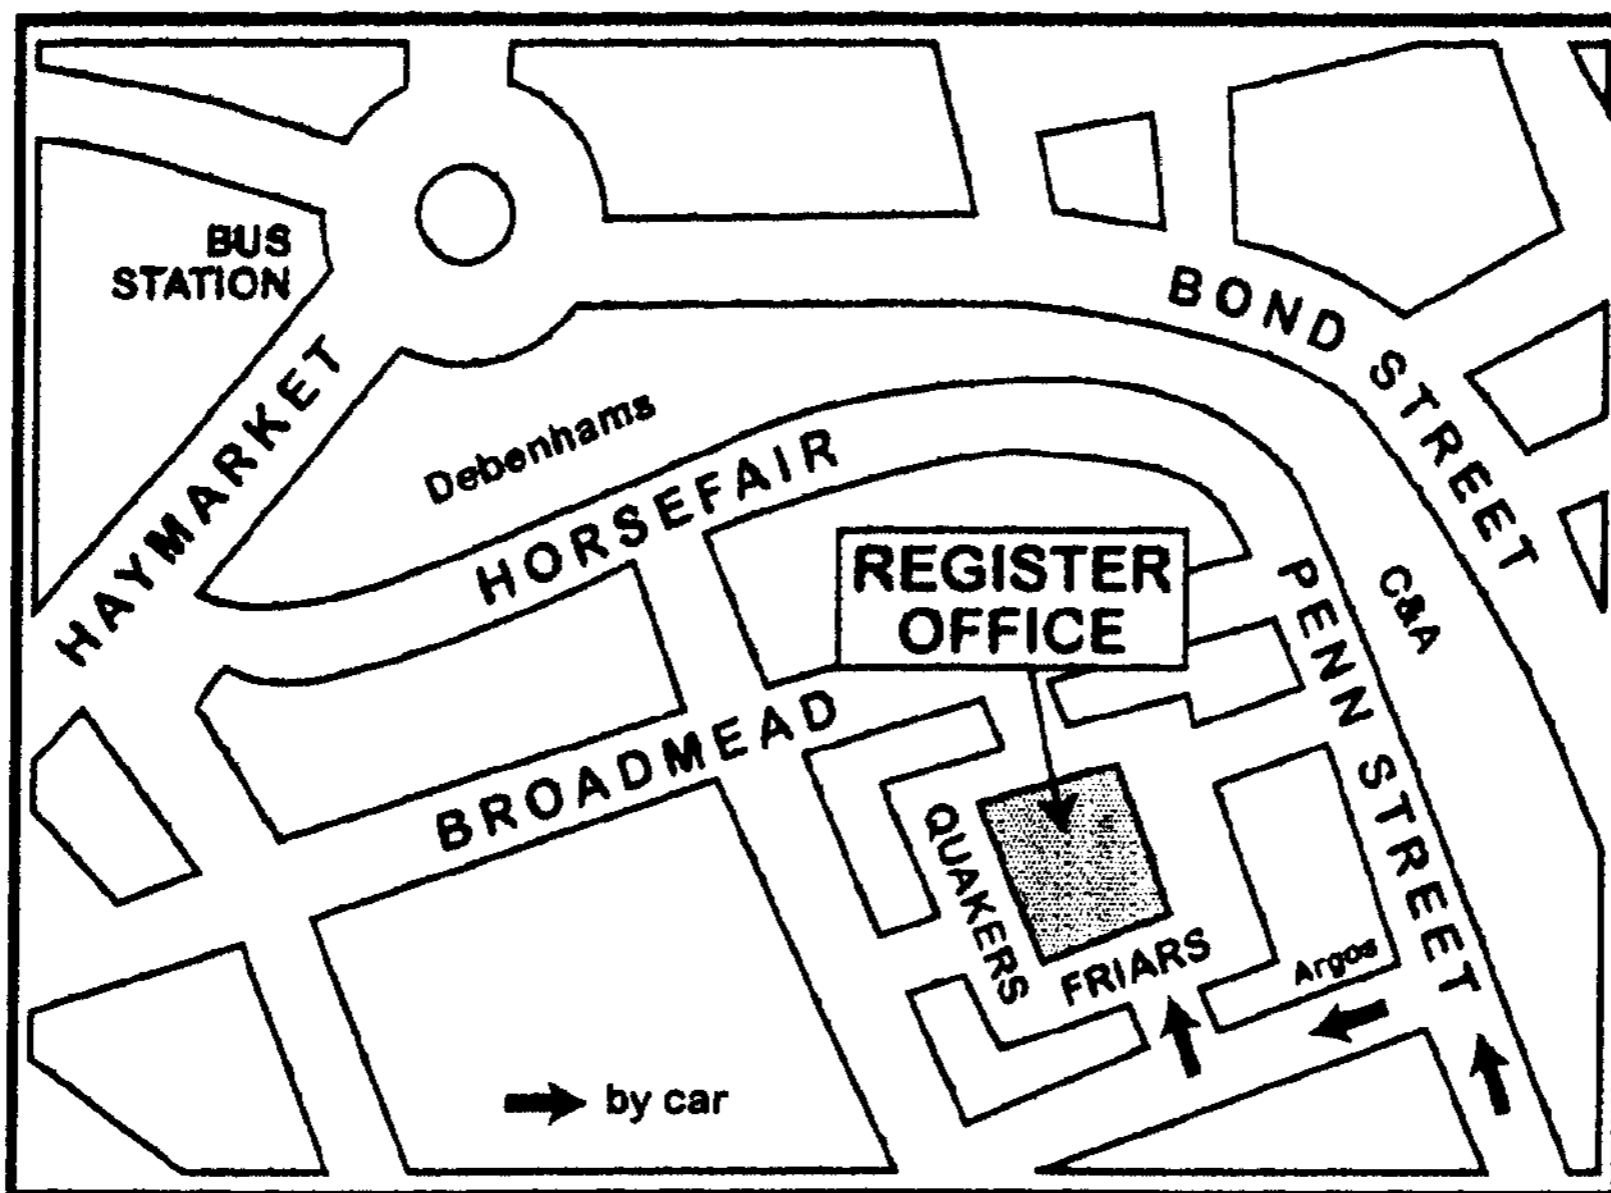 BUS
STATION
BOND STREET
HAYMARKET
Debenhams
HORSEFAIR
REGISTER
OFFICE
PENN STREET
C&A
BROADMEAD
QUAKERS
FRIARS
Argos
by car